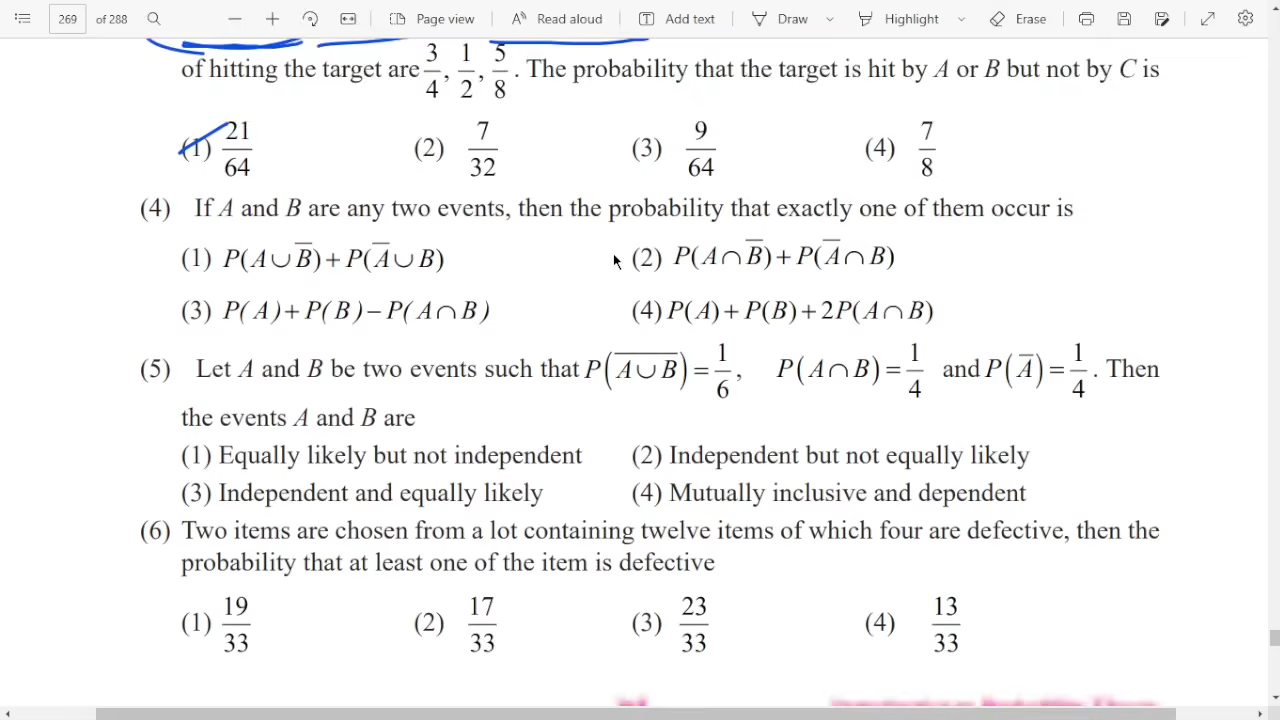 269 of 288 Page view Read aloud Add text Draw Highlight Erase
of hitting the target are 3/4, 1/2, 5/8. The probability that the target is hit by A or B but not by C is
(1) 21/64 (2) 7/32 (3) 9/64 (4) 7/8
(4) If A and B are any two events, then the probability that exactly one of them occur is
(1) P(A∪B̅)+P(A̅∪B) (2) P(A∩B̅)+P(A̅∩B)
(3) P(A)+P(B)−P(A∩B) (4) P(A)+P(B)+2P(A∩B)
(5) Let A and B be two events such that P(A̅ ̅∪̅ ̅B̅)=1/6, P(A∩B)=1/4 and P(A̅)=1/4. Then
the events A and B are
(1) Equally likely but not independent (2) Independent but not equally likely
(3) Independent and equally likely (4) Mutually inclusive and dependent
(6) Two items are chosen from a lot containing twelve items of which four are defective, then the
probability that at least one of the item is defective
(1) 19/33 (2) 17/33 (3) 23/33 (4) 13/33